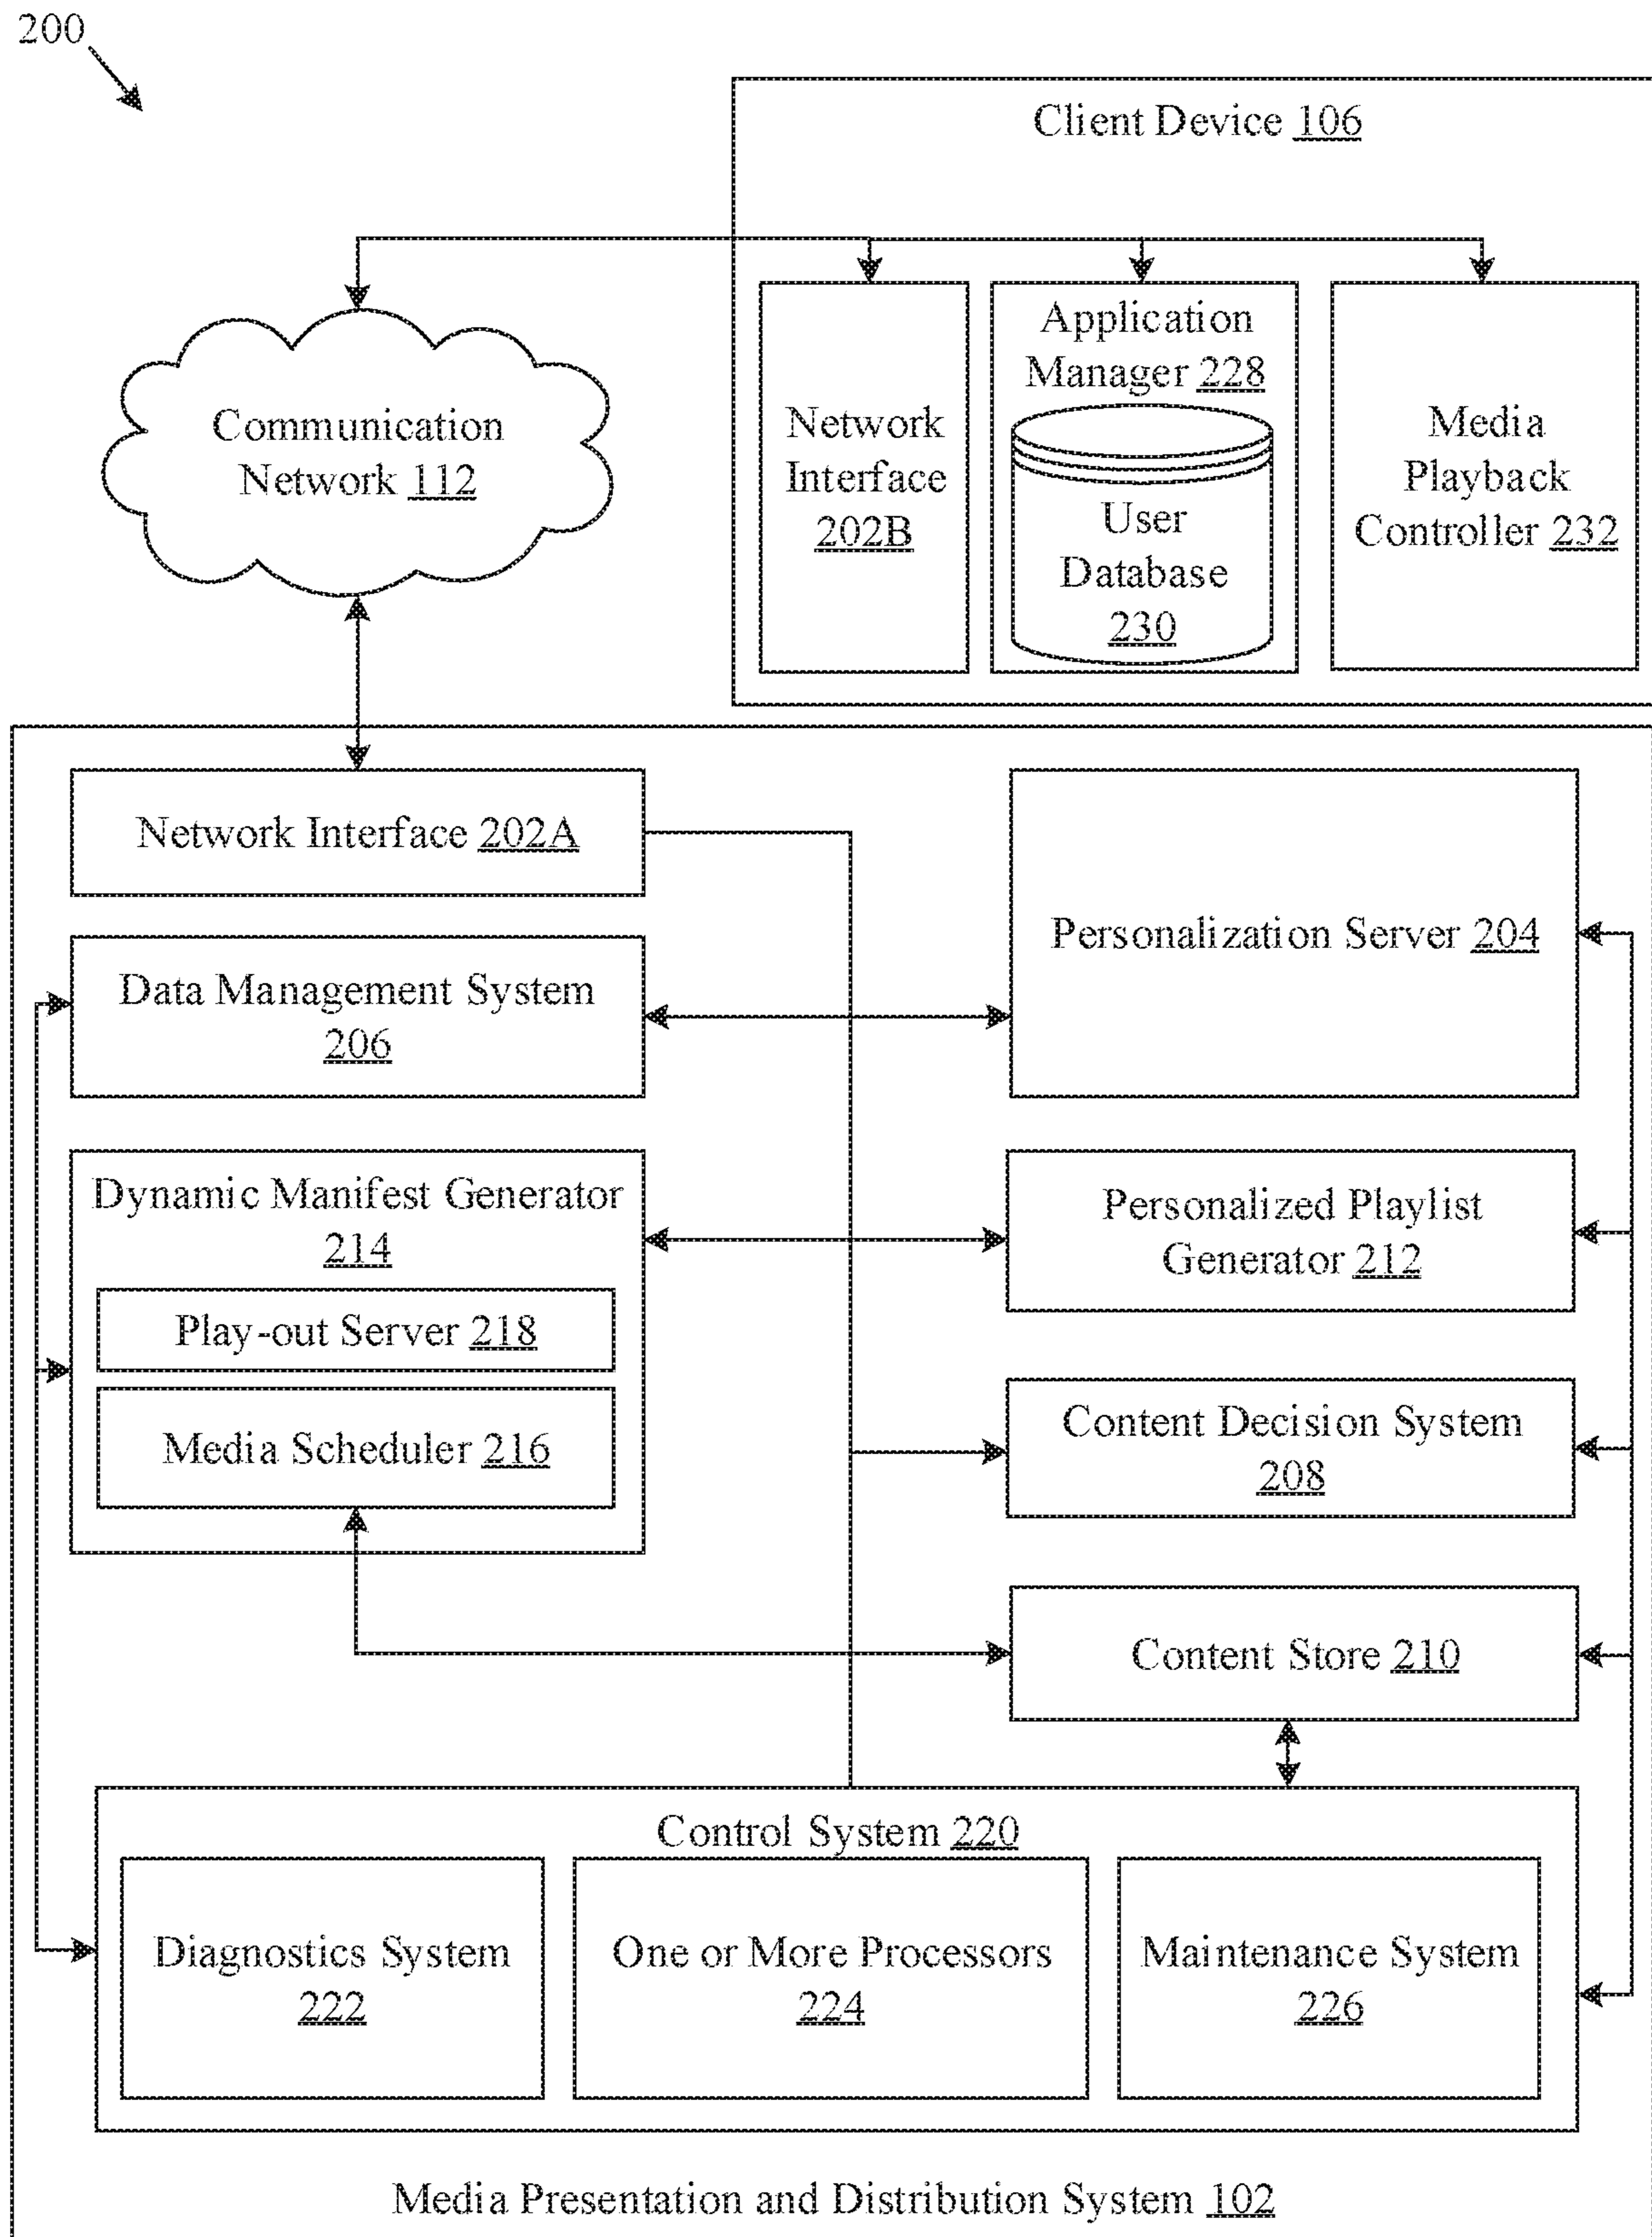 200
Client Device 106
Communication
Network 112
Network
Interface
202B
Application
Manager 228
User
Database
230
Media
Playback
Controller 232
Network Interface 202A
Personalization Server 204
Data Management System
206
Dynamic Manifest Generator
214
Play-out Server 218
Media Scheduler 216
Personalized Playlist
Generator 212
Content Decision System
208
Content Store 210
Control System 220
Diagnostics System
222
One or More Processors
224
Maintenance System
226
Media Presentation and Distribution System 102